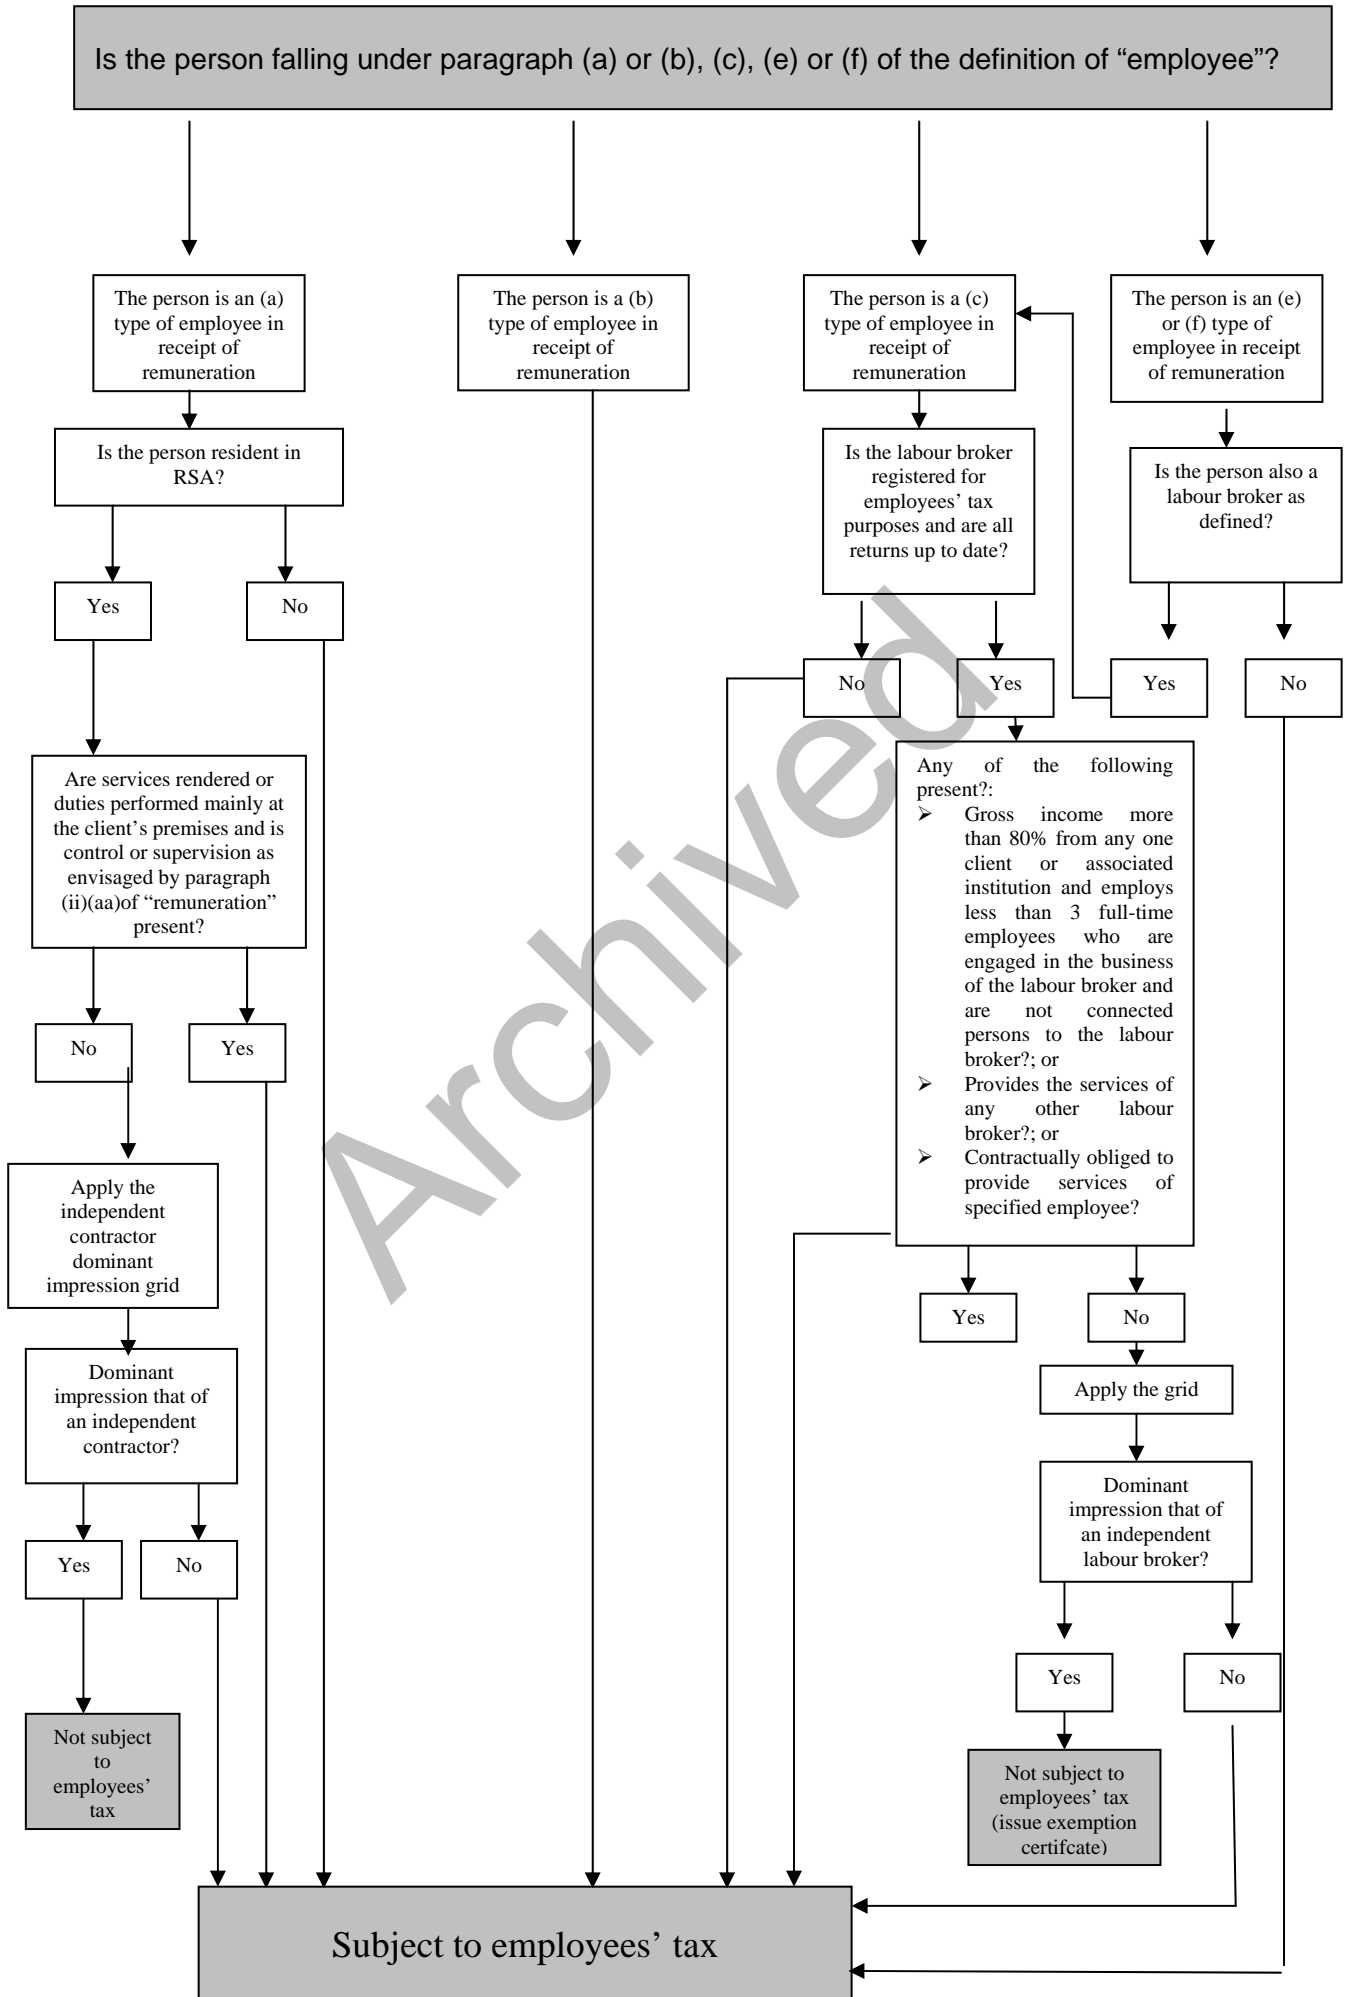 Is the person falling under paragraph (a) or (b), (c), (e) or (f) of the definition of “employee”?
The person is an (a)
type of employee in
receipt of
remuneration
The person is a (b)
type of employee in
receipt of
remuneration
The person is a (c)
type of employee in
receipt of
remuneration
The person is an (e)
or (f) type of
employee in receipt
of remuneration
Is the person resident in
RSA?
Is the labour broker
registered for
employees’ tax
purposes and are all
returns up to date?
Is the person also a
labour broker as
defined?
Yes
No
No
Yes
Yes
No
Are services rendered or
duties performed mainly at
the client’s premises and is
control or supervision as
envisaged by paragraph
(ii)(aa)of “remuneration”
present?
Any of the following
present?:
➢ Gross income more
than 80% from any one
client or associated
institution and employs
less than 3 full-time
employees who are
engaged in the business
of the labour broker and
are not connected
persons to the labour
broker?; or
➢ Provides the services of
any other labour
broker?; or
➢ Contractually obliged to
provide services of
specified employee?
No
Yes
Apply the
independent
contractor
dominant
impression grid
Yes
No
Dominant
impression that of
an independent
contractor?
Apply the grid
Dominant
impression that of
an independent
labour broker?
Yes
No
Yes
No
Not subject
to
employees’
tax
Not subject to
employees’ tax
(issue exemption
certifcate)
Subject to employees’ tax
Archived